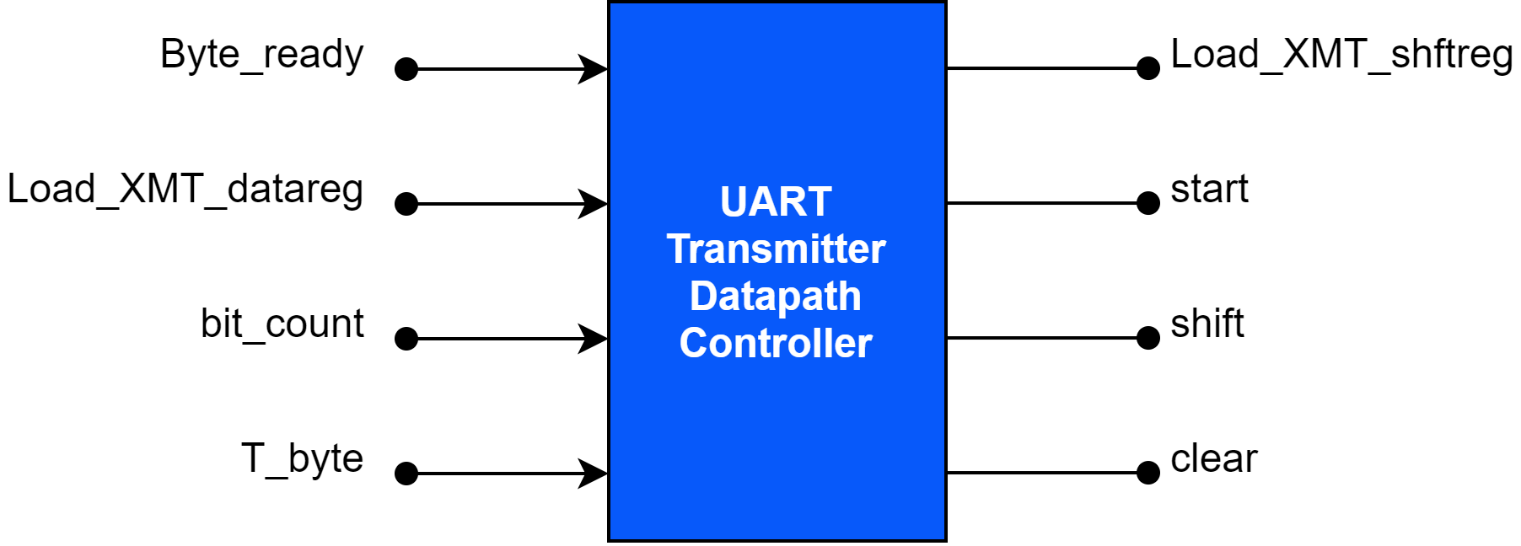 Byte_ready
Load_XMT_shftreg
Load_XMT_datareg
start
UART
Transmitter
Datapath
Controller
bit_count
shift
T_byte
clear